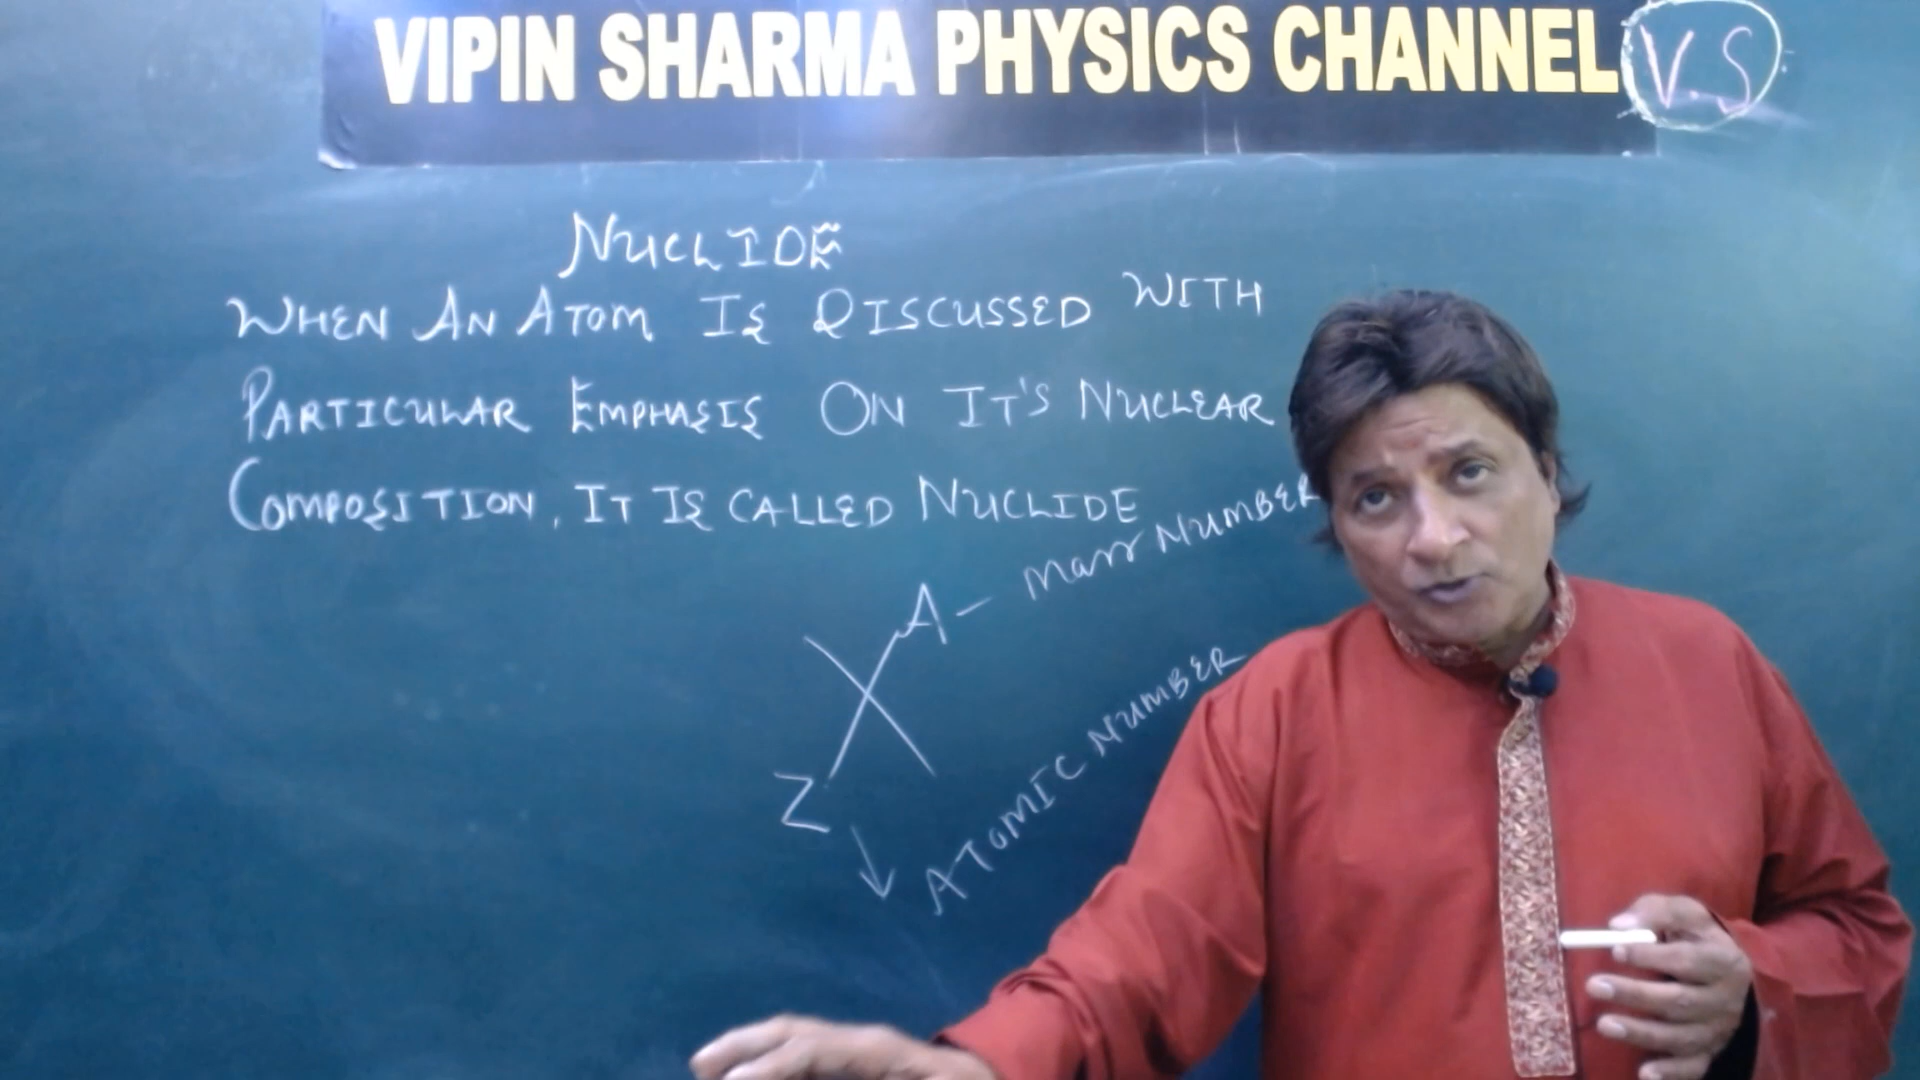 VIPIN SHARMA PHYSICS CHANNEL V.S
NUCLIDE
WHEN AN ATOM IS DISCUSSED WITH
PARTICULAR EMPHASIS ON IT'S NUCLEAR
COMPOSITION, IT IS CALLED NUCLIDE
A – Mass NUMBER
X
Z
ATOMIC NUMBER